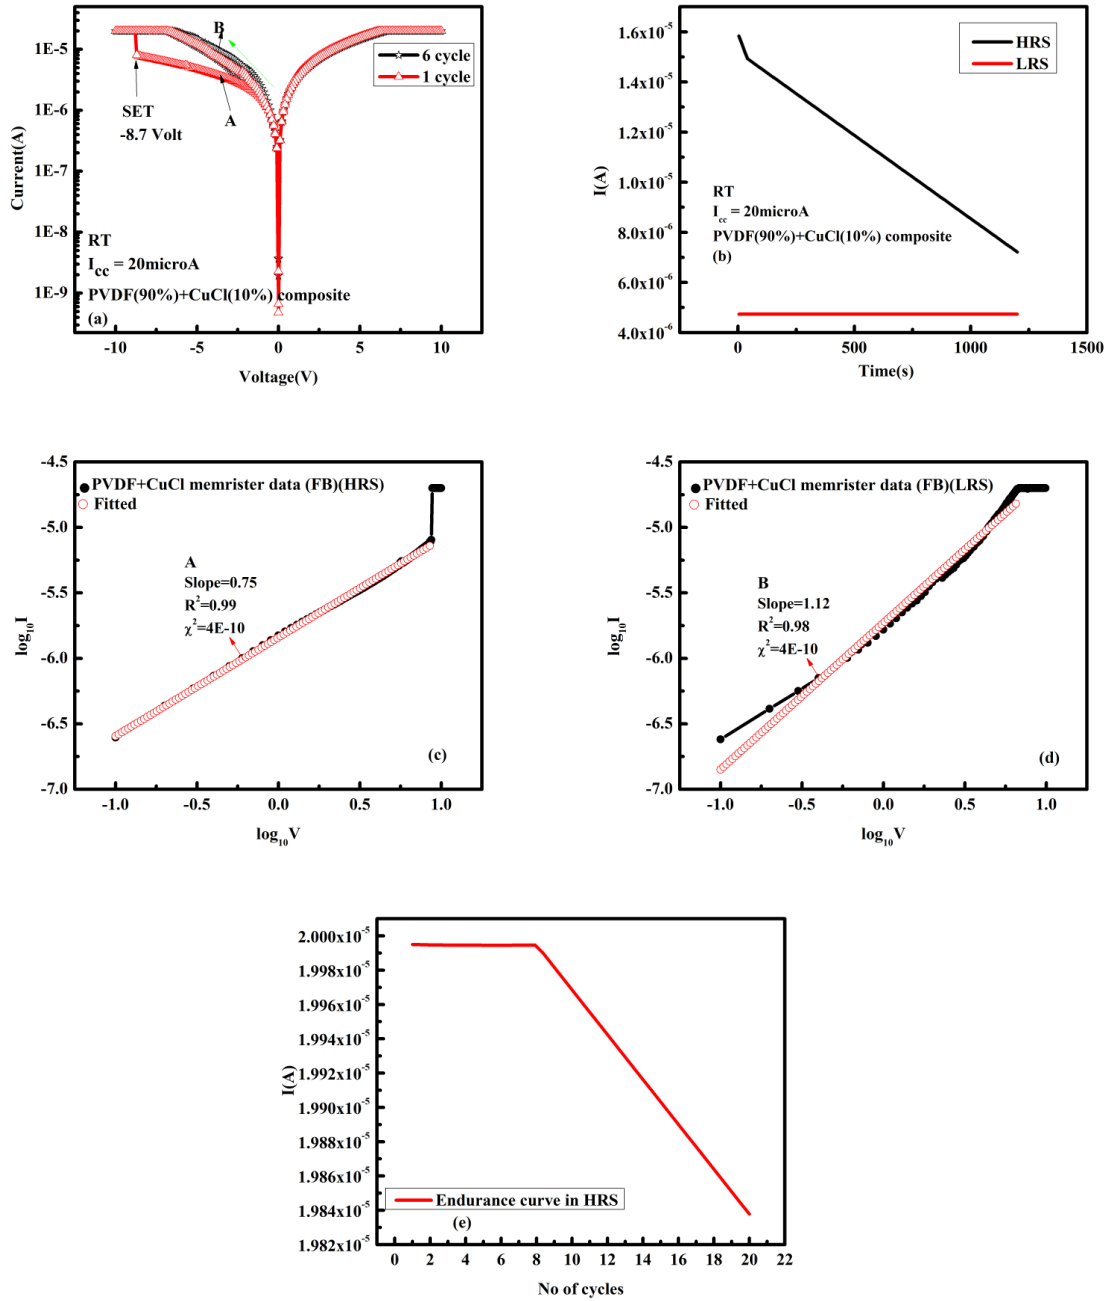 1E-5
1E-6
1E-7
1E-8
1E-9
Current(A)
B
6 cycle
1 cycle
SET
-8.7 Volt
A
RT
I_cc = 20microA
PVDF(90%)+CuCl(10%) composite
(a)
-10 -5 0 5 10
Voltage(V)
1.6x10^-5
1.4x10^-5
1.2x10^-5
1.0x10^-5
8.0x10^-6
6.0x10^-6
4.0x10^-6
I(A)
HRS
LRS
RT
I_cc = 20microA
PVDF(90%)+CuCl(10%) composite
(b)
0 500 1000 1500
Time(s)
-4.5
-5.0
-5.5
-6.0
-6.5
-7.0
log10I
PVDF+CuCl memrister data (FB)(HRS)
Fitted
A
Slope=0.75
R²=0.99
χ²=4E-10
(c)
-1.0 -0.5 0.0 0.5 1.0
log10V
-4.5
-5.0
-5.5
-6.0
-6.5
-7.0
log10I
PVDF+CuCl memrister data (FB)(LRS)
Fitted
B
Slope=1.12
R²=0.98
χ²=4E-10
(d)
-1.0 -0.5 0.0 0.5 1.0
log10V
2.000x10^-5
1.998x10^-5
1.996x10^-5
1.994x10^-5
1.992x10^-5
1.990x10^-5
1.988x10^-5
1.986x10^-5
1.984x10^-5
1.982x10^-5
I(A)
Endurance curve in HRS
(e)
0 2 4 6 8 10 12 14 16 18 20 22
No of cycles